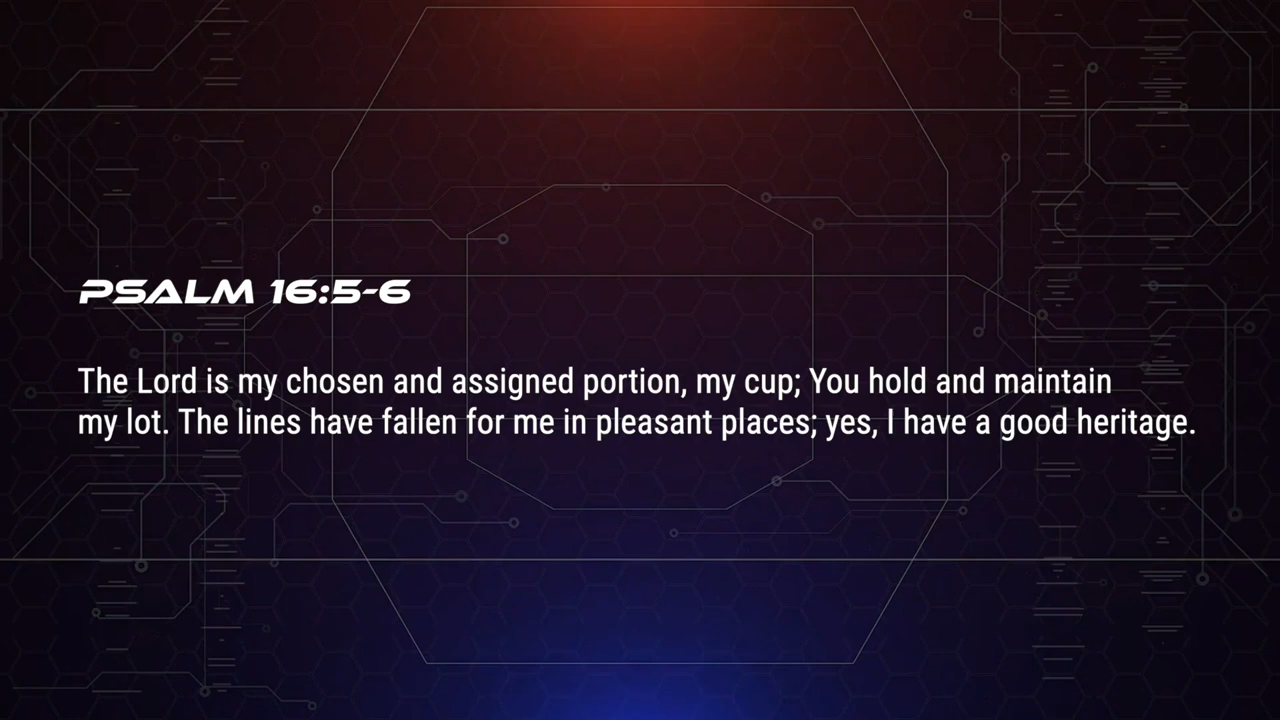 PSALM 16:5-6
The Lord is my chosen and assigned portion, my cup; You hold and maintain
my lot. The lines have fallen for me in pleasant places; yes, I have a good heritage.